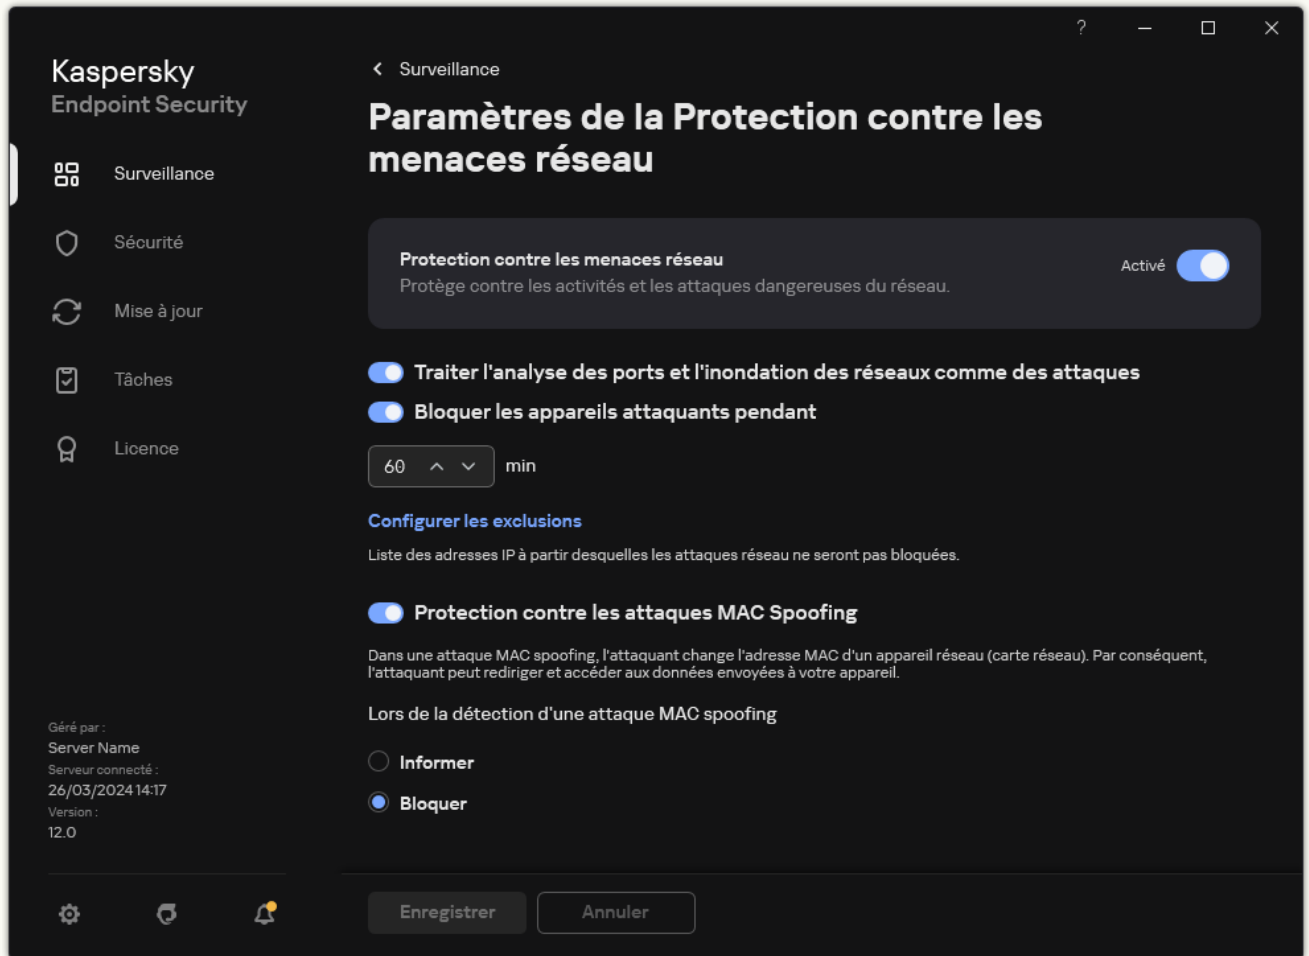 ?
Kaspersky
Endpoint Security
Surveillance
Sécurité
Mise à jour
Tâches
Licence
Géré par :
Server Name
Serveur connecté :
26/03/2024 14:17
Version :
12.0
Surveillance
Paramètres de la Protection contre les
menaces réseau
Protection contre les menaces réseau
Protège contre les activités et les attaques dangereuses du réseau.
Activé
Traiter l'analyse des ports et l'inondation des réseaux comme des attaques
Bloquer les appareils attaquants pendant
60 min
Configurer les exclusions
Liste des adresses IP à partir desquelles les attaques réseau ne seront pas bloquées.
Protection contre les attaques MAC Spoofing
Dans une attaque MAC spoofing, l'attaquant change l'adresse MAC d'un appareil réseau (carte réseau). Par conséquent,
l'attaquant peut rediriger et accéder aux données envoyées à votre appareil.
Lors de la détection d'une attaque MAC spoofing
Informer
Bloquer
Enregistrer
Annuler